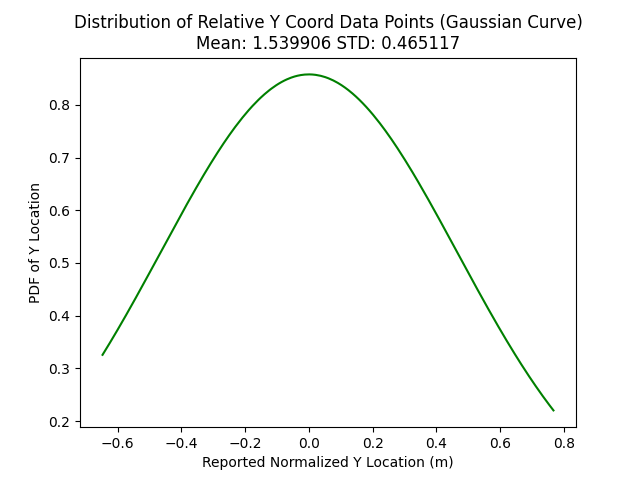 Distribution of Relative Y Coord Data Points (Gaussian Curve)
Mean: 1.539906 STD: 0.465117
PDF of Y Location
0.8
0.7
0.6
0.5
0.4
0.3
0.2
−0.6 −0.4 −0.2 0.0 0.2 0.4 0.6 0.8
Reported Normalized Y Location (m)